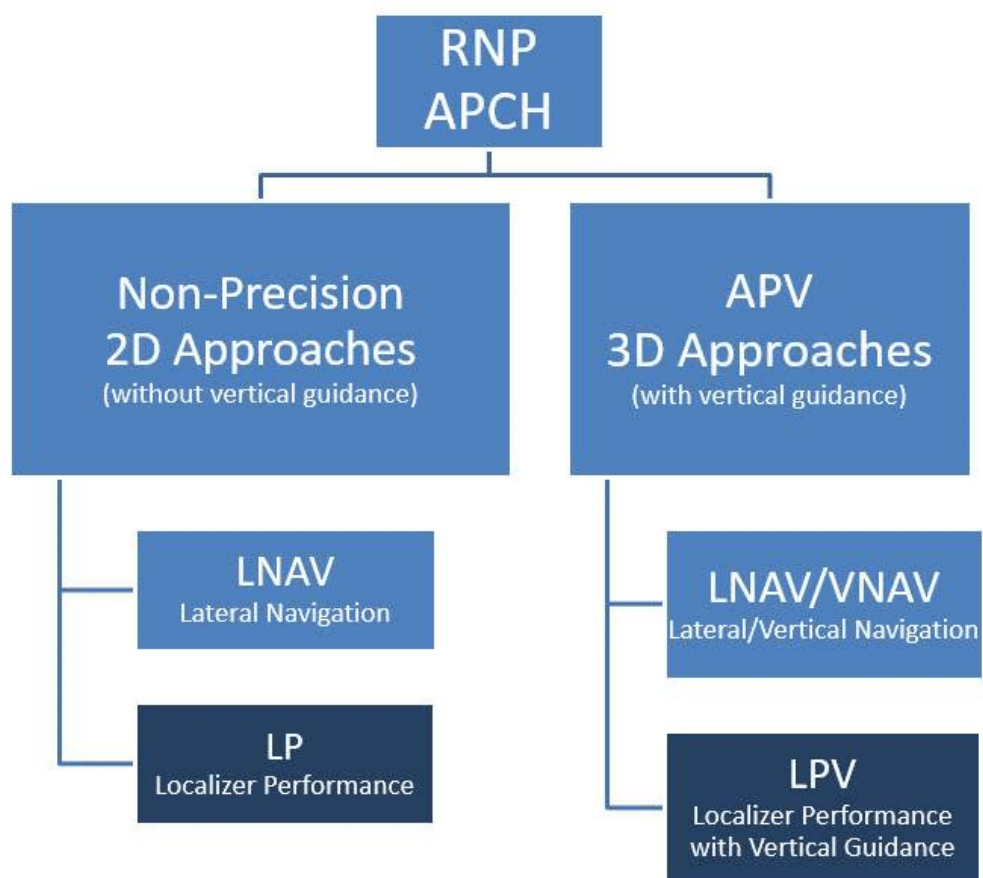 RNP
APCH
Non-Precision
2D Approaches
(without vertical guidance)
APV
3D Approaches
(with vertical guidance)
LNAV
Lateral Navigation
LP
Localizer Performance
LNAV/VNAV
Lateral/Vertical Navigation
LPV
Localizer Performance
with Vertical Guidance